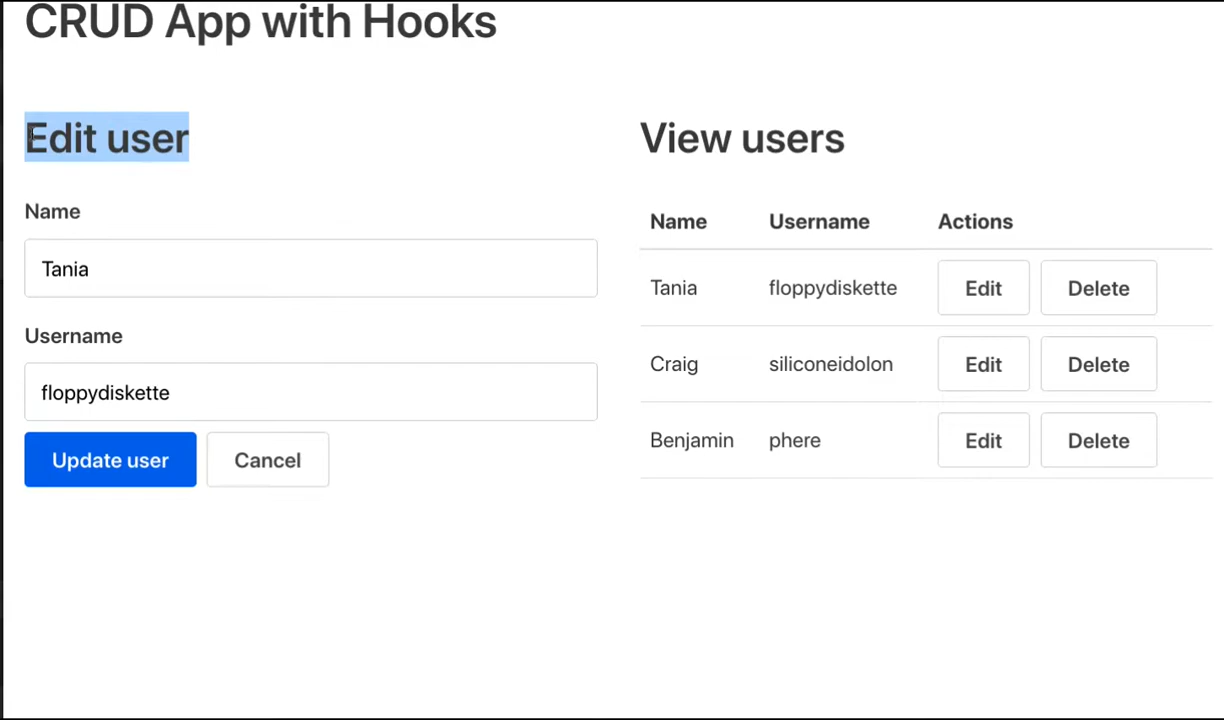 CRUD App with Hooks
Edit user
Name
Tania
Username
floppydiskette
Update user Cancel
View users
Name Username Actions
Tania floppydiskette Edit Delete
Craig siliconeidolon Edit Delete
Benjamin phere Edit Delete